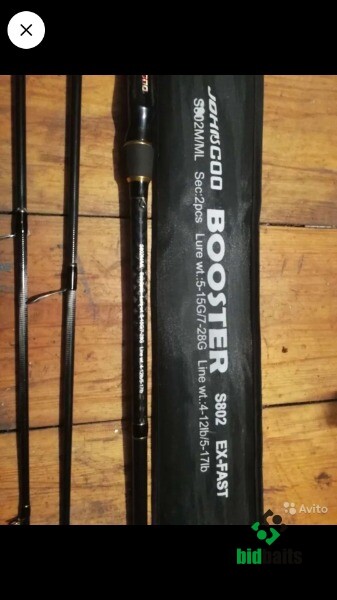 JOHNCOO BOOSTER S802 EX-FAST
S802M/ML Sec:2pcs Lure wt.:5-15G/7-28G Line wt.:4-12lb/5-17lb
Avito
bidbaits